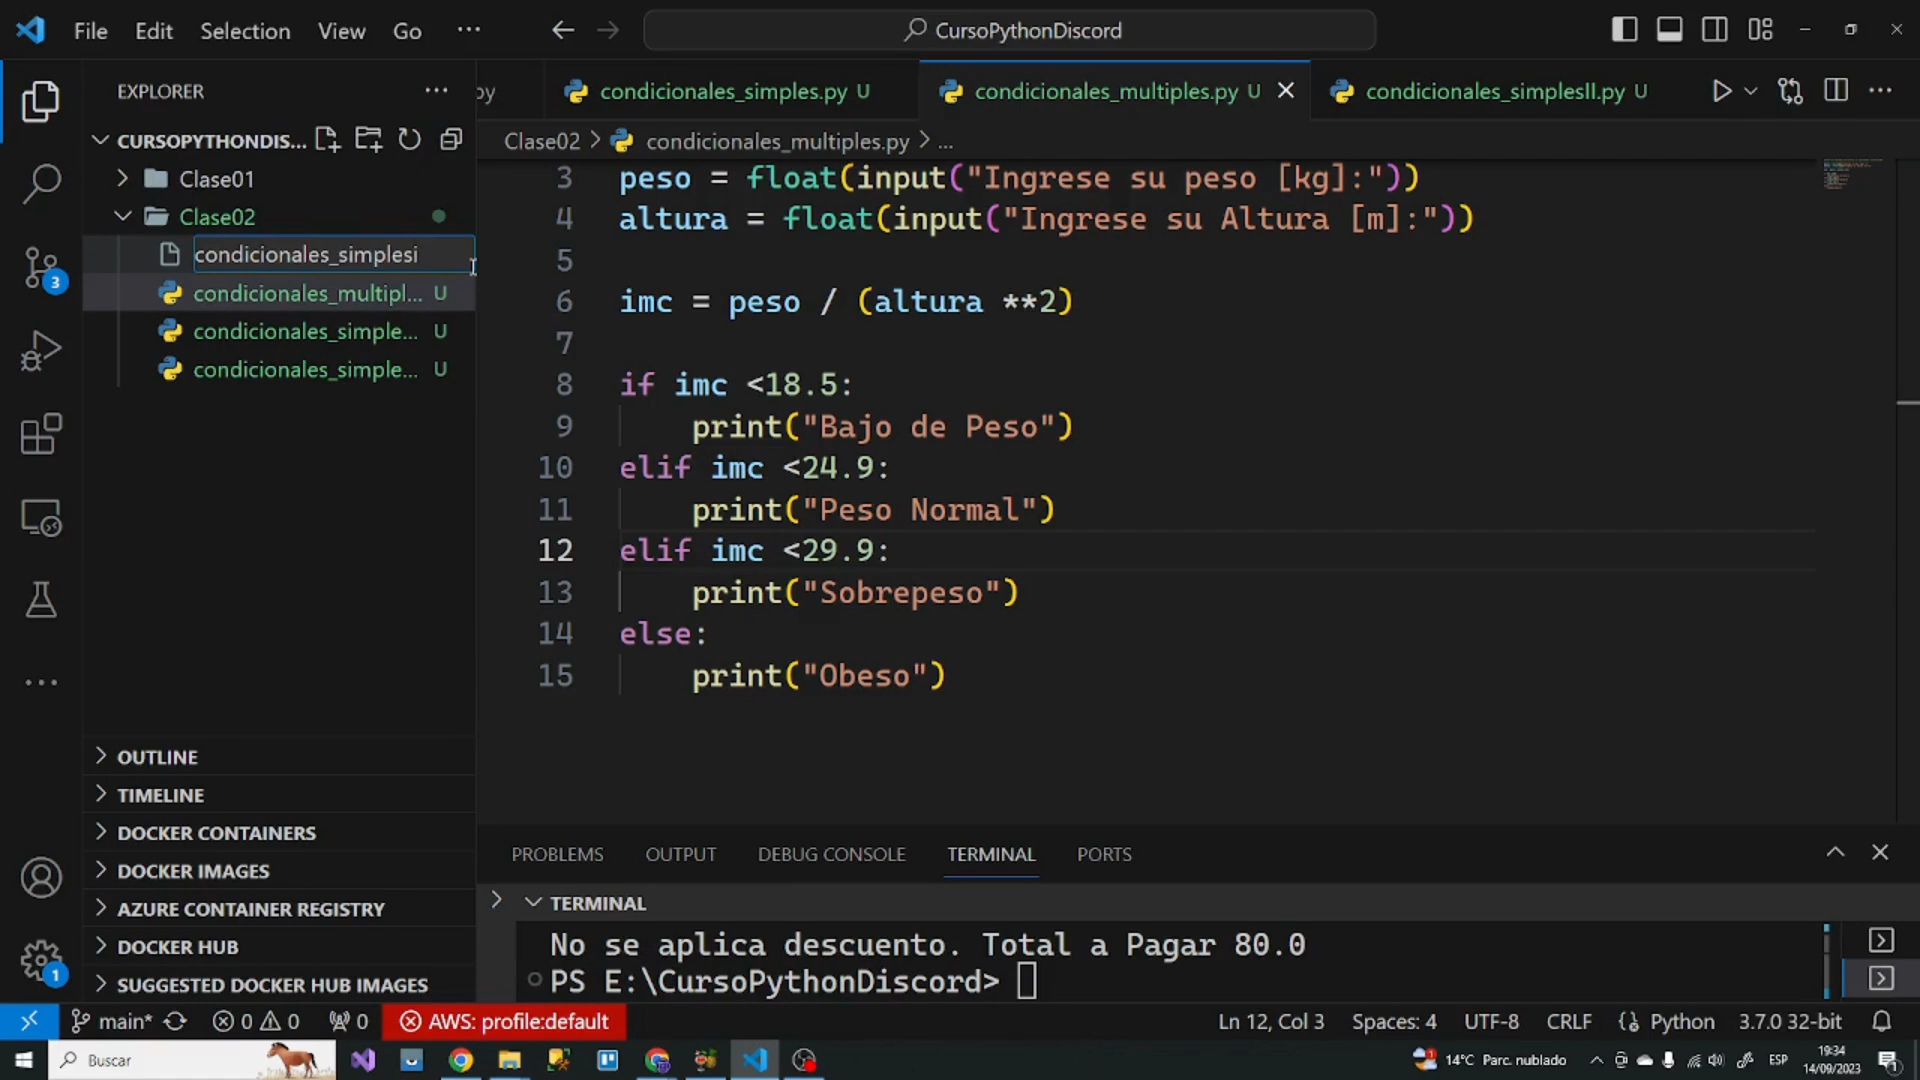 File Edit Selection View Go ··· CursoPythonDiscord
EXPLORER
CURSOPYTHONDIS...
Clase01
Clase02
condicionales_simplesi
condicionales_multipl... U
condicionales_simple... U
condicionales_simple... U
OUTLINE
TIMELINE
DOCKER CONTAINERS
DOCKER IMAGES
AZURE CONTAINER REGISTRY
DOCKER HUB
SUGGESTED DOCKER HUB IMAGES
3
1
py condicionales_simples.py U condicionales_multiples.py U condicionales_simplesII.py U
Clase02 > condicionales_multiples.py > ...
3 peso = float(input("Ingrese su peso [kg]:"))
4 altura = float(input("Ingrese su Altura [m]:"))
5
6 imc = peso / (altura **2)
7
8 if imc <18.5:
9 print("Bajo de Peso")
10 elif imc <24.9:
11 print("Peso Normal")
12 elif imc <29.9:
13 print("Sobrepeso")
14 else:
15 print("Obeso")
PROBLEMS OUTPUT DEBUG CONSOLE TERMINAL PORTS
TERMINAL
No se aplica descuento. Total a Pagar 80.0
PS E:\CursoPythonDiscord>
main* 0 0 0 AWS: profile:default Ln 12, Col 3 Spaces: 4 UTF-8 CRLF Python 3.7.0 32-bit
Buscar 14°C Parc. nublado ESP 19:34
14/09/2023 1